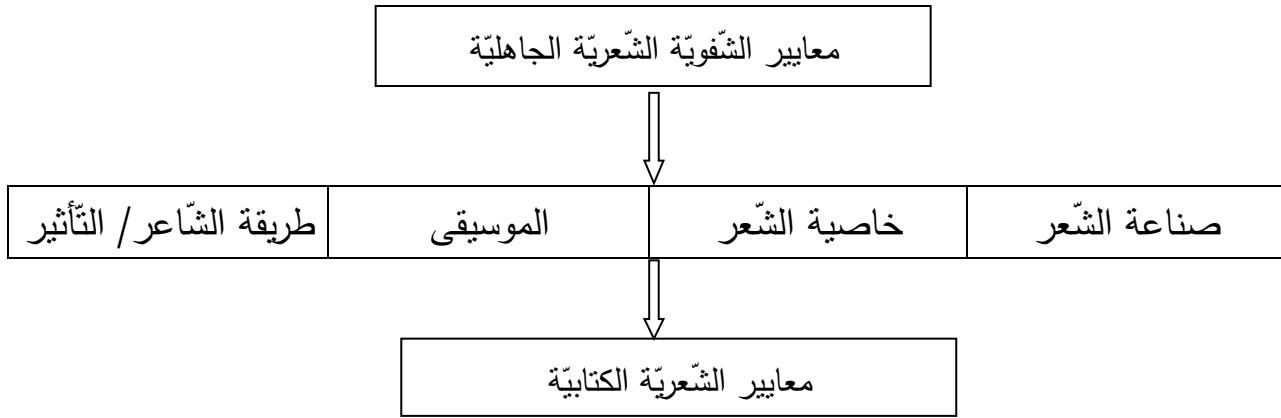 معايير الشّفويّة الشّعريّة الجاهليّة
صناعة الشّعر
خاصية الشّعر
الموسيقى
طريقة الشّاعر/ التّأثير
معايير الشّعريّة الكتابيّة